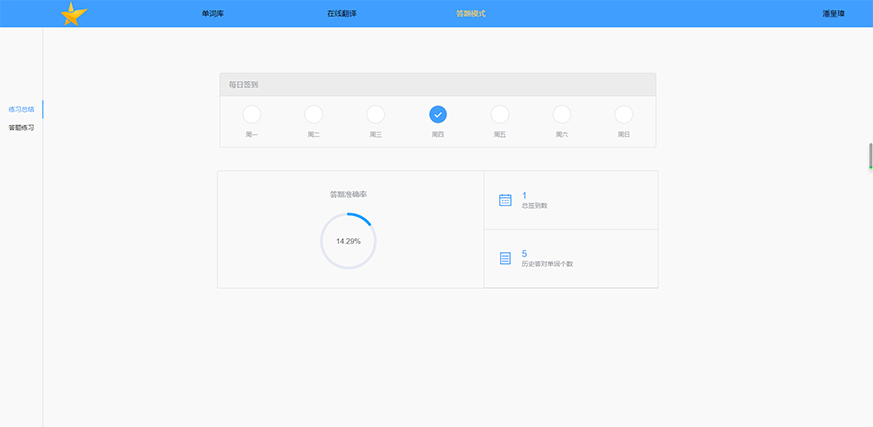 单词库 在线翻译 答题模式 潘呈瑋
练习总结
答题练习
每日签到
周一 周二 周三 周四 周五 周六 周日
答题准确率
14.29%
1
总签到数
5
历史答对单词个数